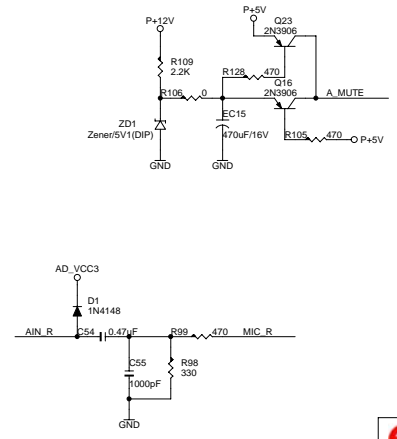 P+5V
Q23
2N3906
P+12V
R109
2.2K
R128 470
Q16
2N3906
A_MUTE
R106 0
EC15
470uF/16V
ZD1
Zener/5V1(DIP)
R105 470
P+5V
GND
GND
AD_VCC3
D1
1N4148
AIN_R
C54 0.47uF
R99 470
MIC_R
C55
1000pF
R98
330
GND